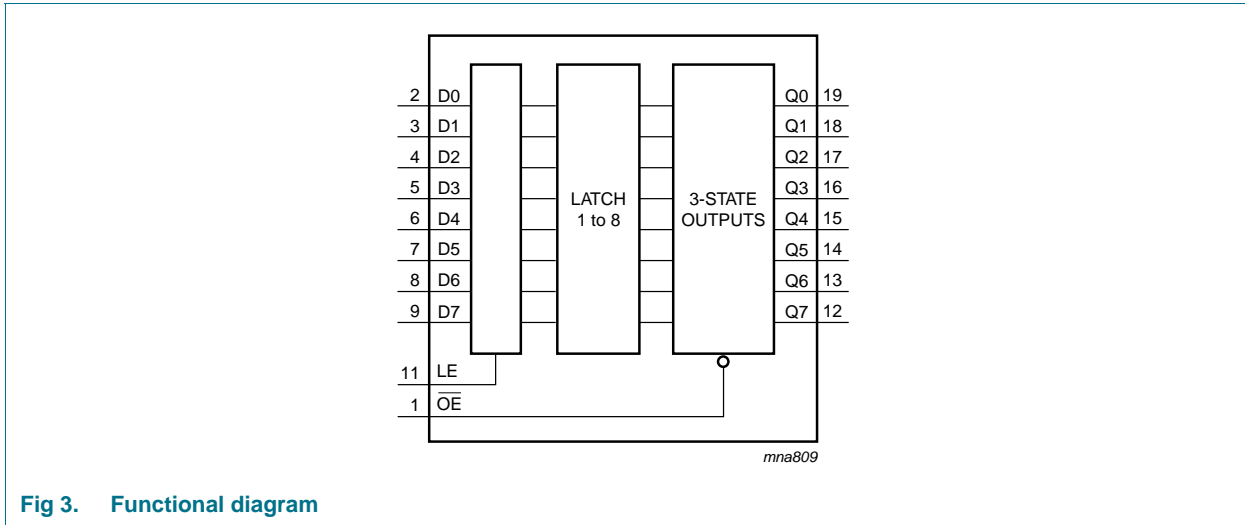 2 D0 Q0 19
3 D1 Q1 18
4 D2 Q2 17
5 D3 LATCH 3-STATE Q3 16
6 D4 1 to 8 OUTPUTS Q4 15
7 D5 Q5 14
8 D6 Q6 13
9 D7 Q7 12
11 LE
1 O̅E̅
mna809
Fig 3. Functional diagram